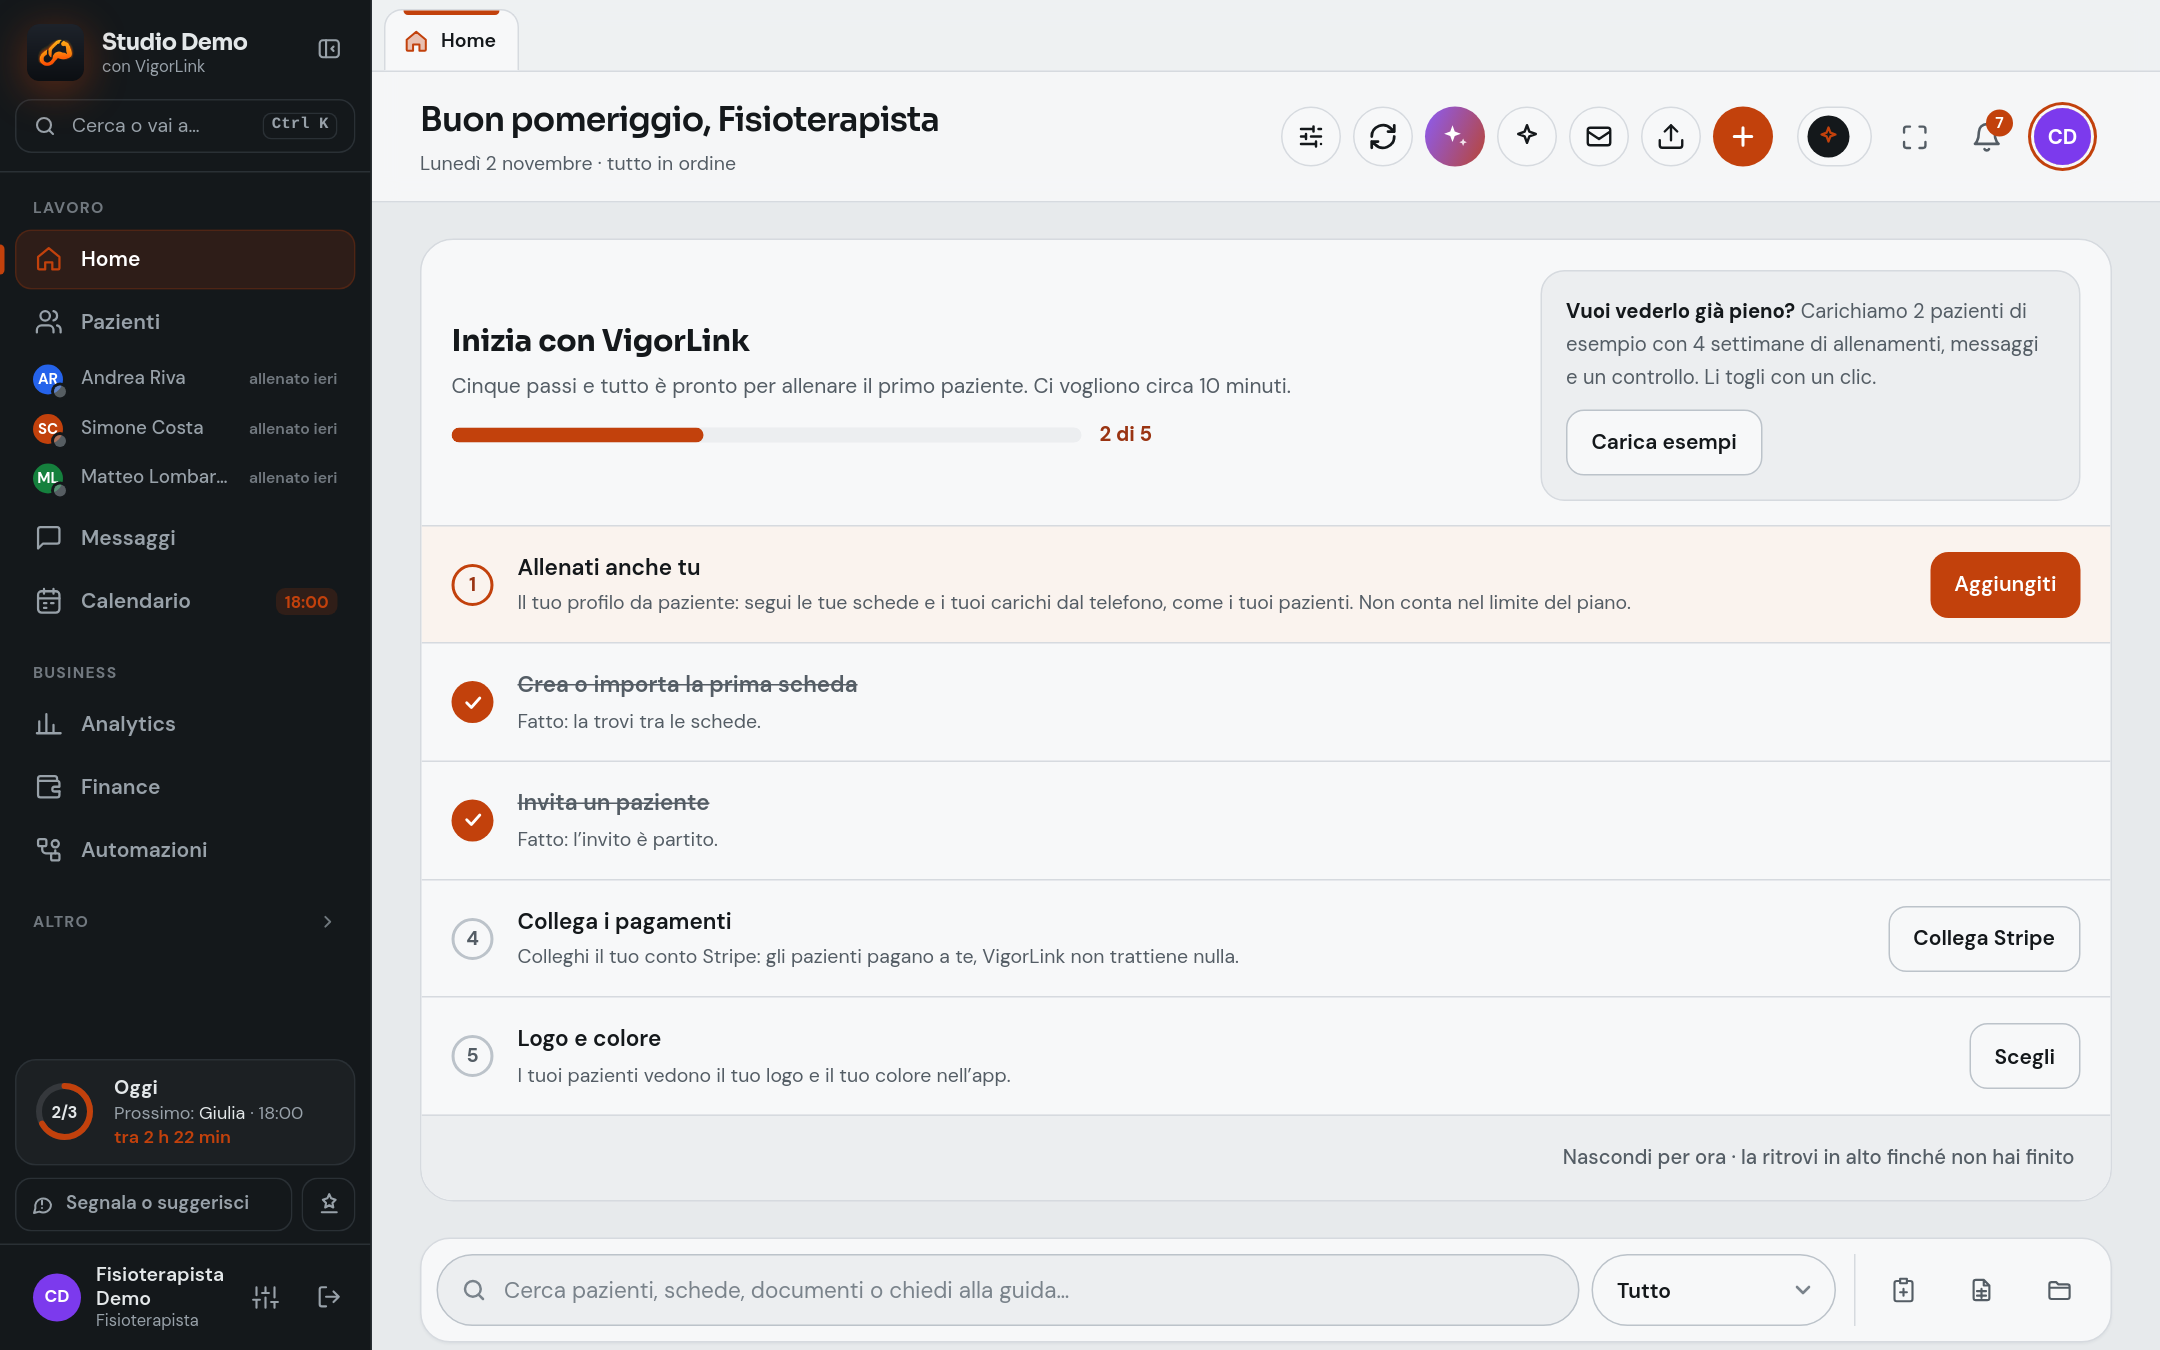 Studio Demo
con VigorLink
Cerca o vai a...
Ctrl K
LAVORO
Home
Pazienti
AR Andrea Riva allenato ieri
SC Simone Costa allenato ieri
ML Matteo Lombar... allenato ieri
Messaggi
Calendario 18:00
BUSINESS
Analytics
Finance
Automazioni
ALTRO
2/3
Oggi
Prossimo: Giulia · 18:00
tra 2 h 22 min
Segnala o suggerisci
CD
Fisioterapista
Demo
Fisioterapista
Home
Buon pomeriggio, Fisioterapista
Lunedì 2 novembre · tutto in ordine
7
CD
Inizia con VigorLink
Cinque passi e tutto è pronto per allenare il primo paziente. Ci vogliono circa 10 minuti.
2 di 5
Vuoi vederlo già pieno? Carichiamo 2 pazienti di
esempio con 4 settimane di allenamenti, messaggi
e un controllo. Li togli con un clic.
Carica esempi
1
Allenati anche tu
Il tuo profilo da paziente: segui le tue schede e i tuoi carichi dal telefono, come i tuoi pazienti. Non conta nel limite del piano.
Aggiungiti
Crea o importa la prima scheda
Fatto: la trovi tra le schede.
Invita un paziente
Fatto: l’invito è partito.
4
Collega i pagamenti
Colleghi il tuo conto Stripe: gli pazienti pagano a te, VigorLink non trattiene nulla.
Collega Stripe
5
Logo e colore
I tuoi pazienti vedono il tuo logo e il tuo colore nell’app.
Scegli
Nascondi per ora · la ritrovi in alto finché non hai finito
Cerca pazienti, schede, documenti o chiedi alla guida...
Tutto